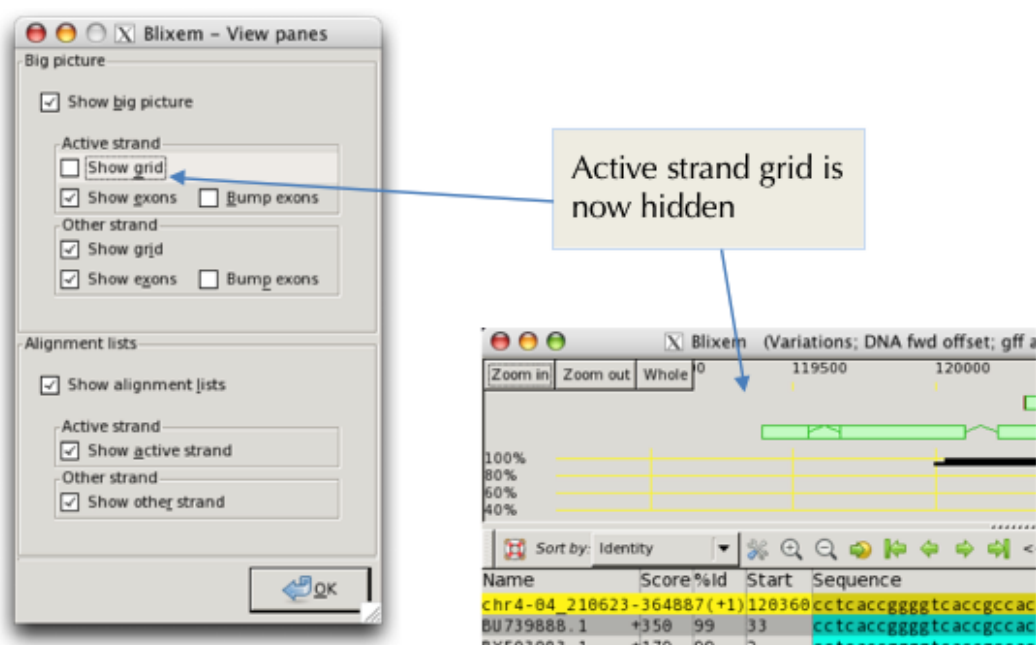 Blixem – View panes
Big picture
Show big picture
Active strand
Show grid
Show exons Bump exons
Other strand
Show grid
Show exons Bump exons
Alignment lists
Show alignment lists
Active strand
Show active strand
Other strand
Show other strand
OK
Active strand grid is
now hidden
Blixem (Variations; DNA fwd offset; gff a
Zoom in Zoom out Whole 0 119500 120000
100%
80%
60%
40%
Sort by: Identity
Name Score %Id Start Sequence
chr4-04_210623-364887(+1) 120360 cctcaccggggtcaccgccac
BU739888.1 +350 99 33 cctcaccggggtcaccgccac